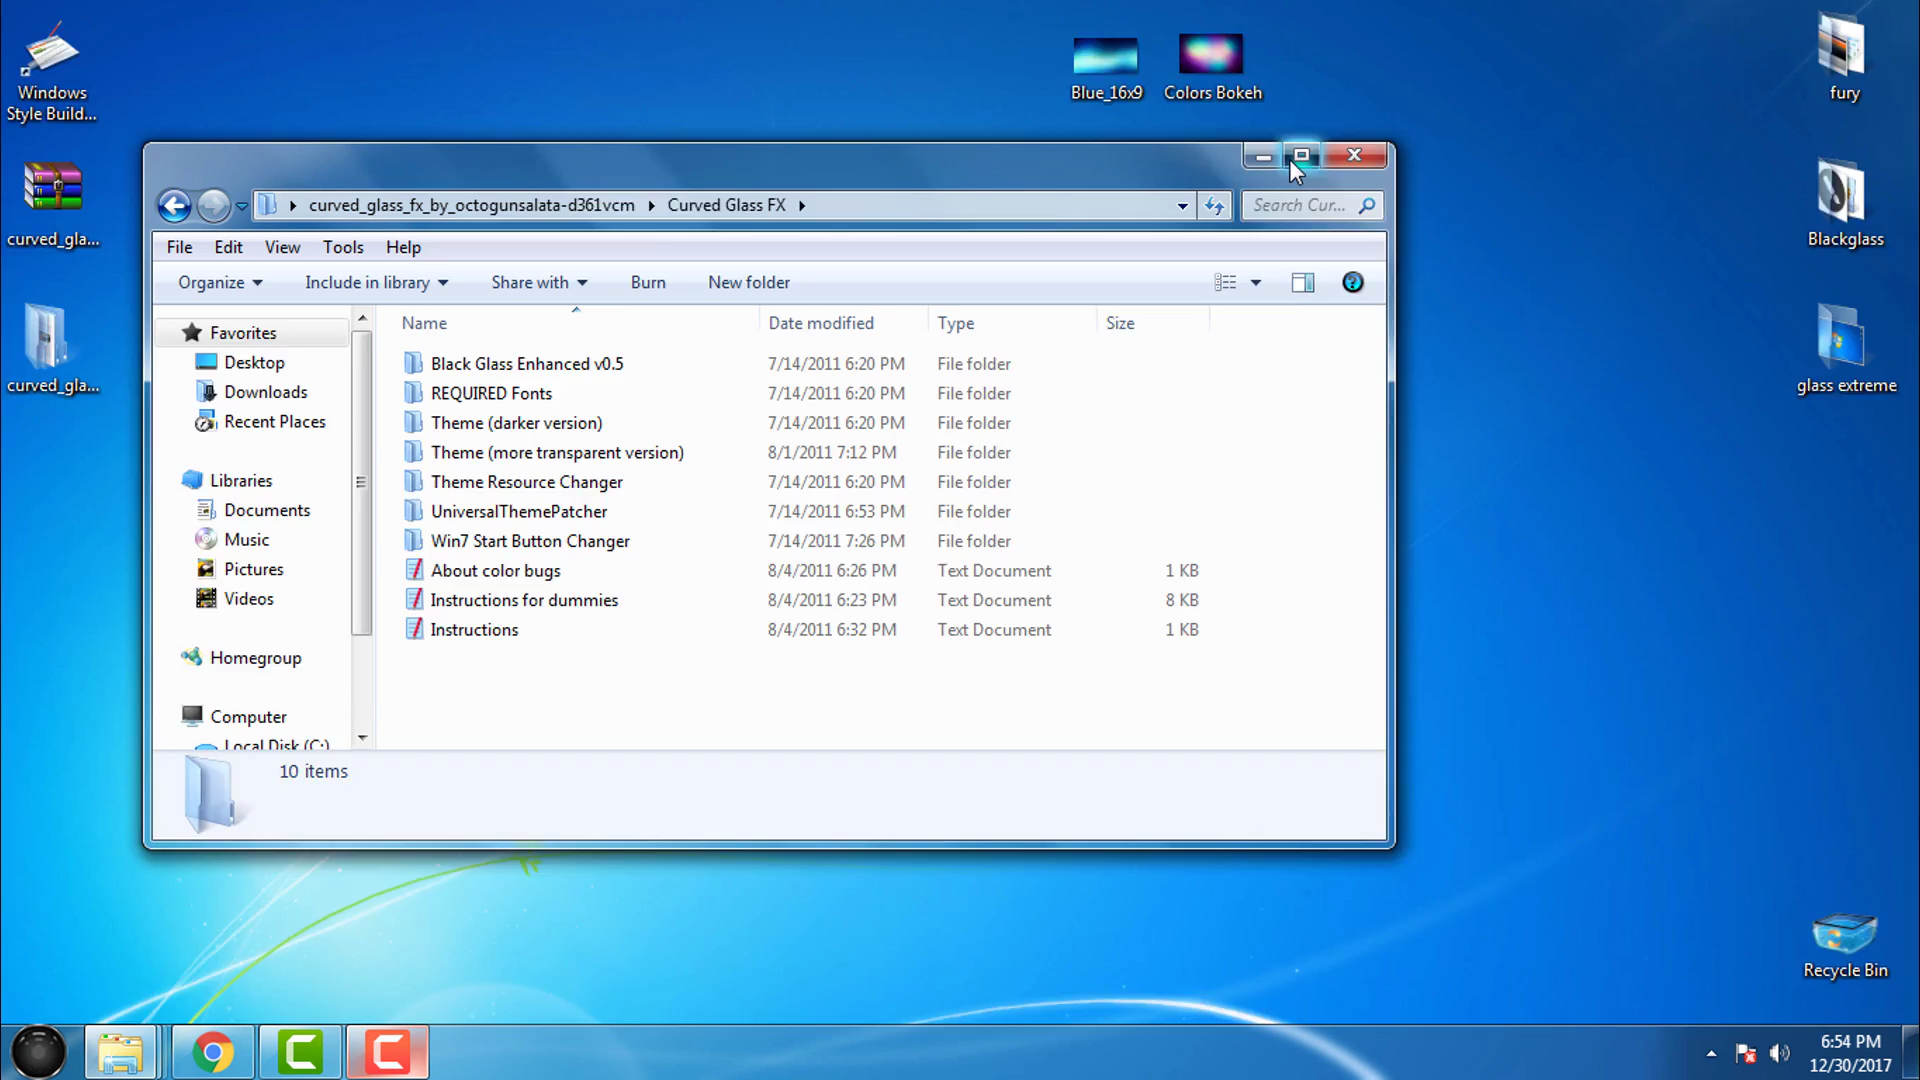 Windows
Style Build...
curved_gla...
curved_gla...
Blue_16x9
Colors Bokeh
fury
Blackglass
glass extreme
Recycle Bin
curved_glass_fx_by_octogunsalata-d361vcm
Curved Glass FX
Search Cur...
File Edit View Tools Help
Organize Include in library Share with Burn New folder
Favorites
Desktop
Downloads
Recent Places
Libraries
Documents
Music
Pictures
Videos
Homegroup
Computer
Local Disk (C:)
Name Date modified Type Size
Black Glass Enhanced v0.5 7/14/2011 6:20 PM File folder
REQUIRED Fonts 7/14/2011 6:20 PM File folder
Theme (darker version) 7/14/2011 6:20 PM File folder
Theme (more transparent version) 8/1/2011 7:12 PM File folder
Theme Resource Changer 7/14/2011 6:20 PM File folder
UniversalThemePatcher 7/14/2011 6:53 PM File folder
Win7 Start Button Changer 7/14/2011 7:26 PM File folder
About color bugs 8/4/2011 6:26 PM Text Document 1 KB
Instructions for dummies 8/4/2011 6:23 PM Text Document 8 KB
Instructions 8/4/2011 6:32 PM Text Document 1 KB
10 items
6:54 PM
12/30/2017